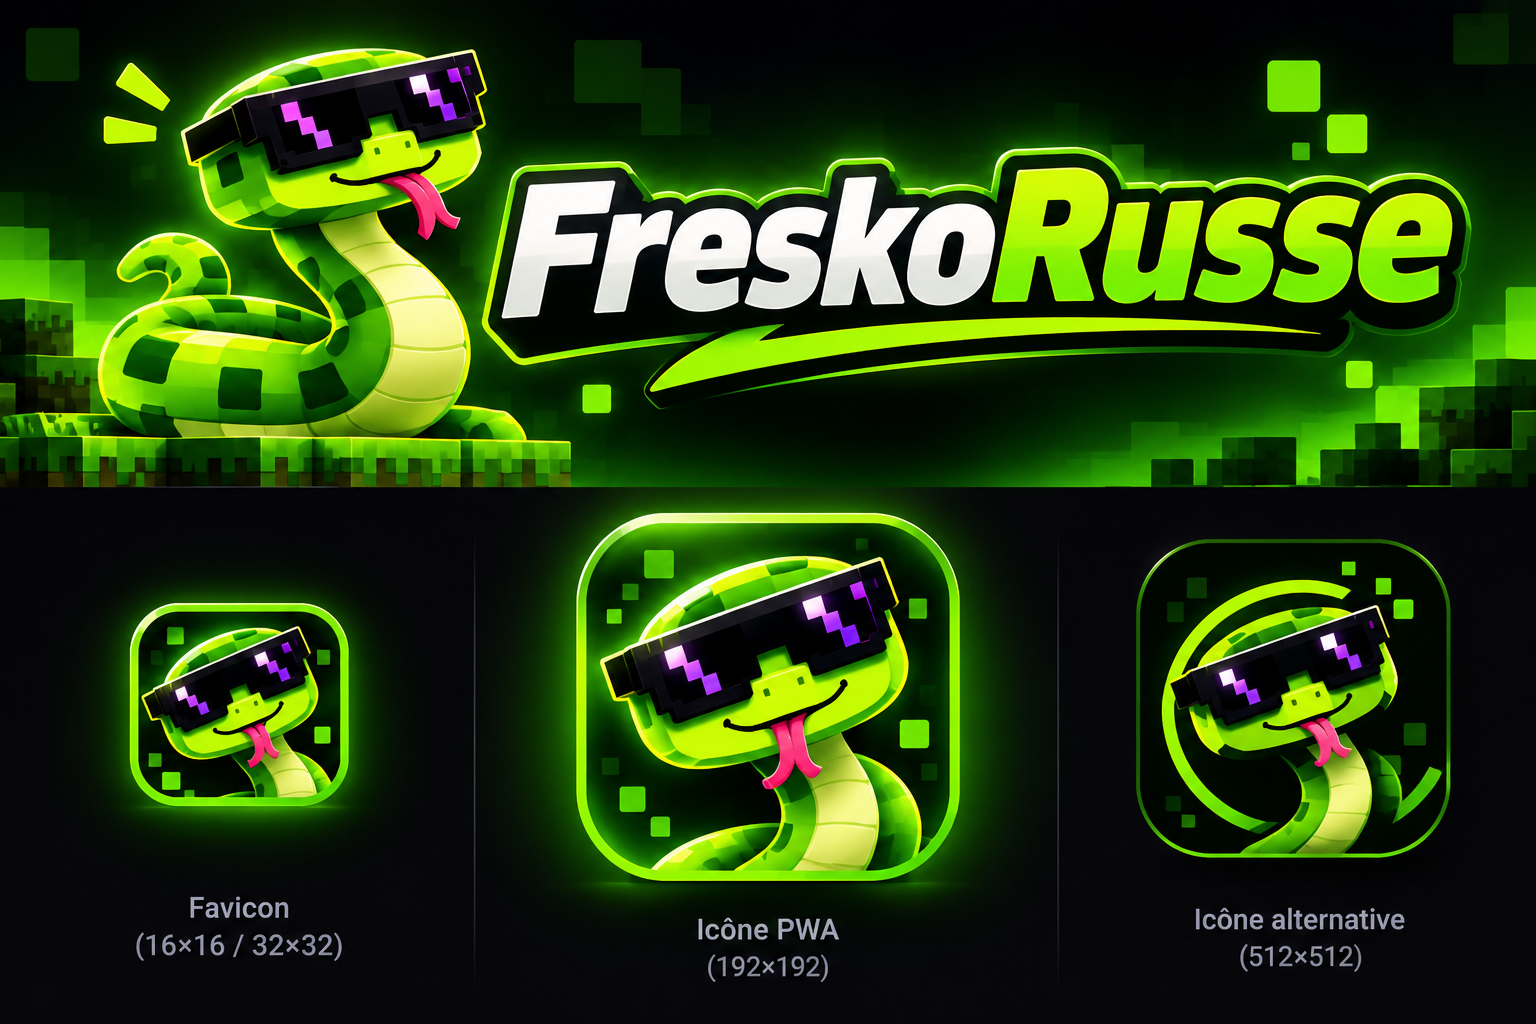 FreskoRusse
Favicon
(16×16 / 32×32)
Icône PWA
(192×192)
Icône alternative
(512×512)